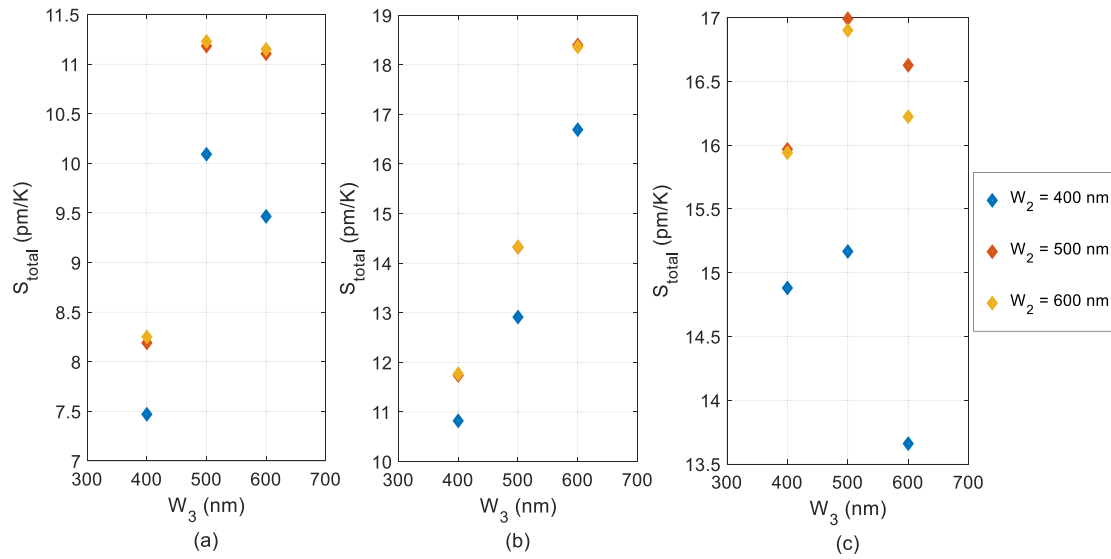 11.5
11
10.5
10
9.5
9
8.5
8
7.5
7
300 400 500 600 700
S_total (pm/K)
W_3 (nm)
(a)
19
18
17
16
15
14
13
12
11
10
300 400 500 600 700
S_total (pm/K)
W_3 (nm)
(b)
17
16.5
16
15.5
15
14.5
14
13.5
300 400 500 600 700
S_total (pm/K)
W_3 (nm)
(c)
W_2 = 400 nm
W_2 = 500 nm
W_2 = 600 nm